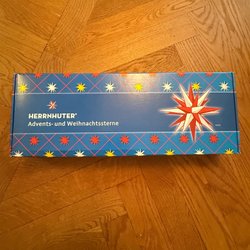 HERRNHUTER®
Advents- und Weihnachtssterne